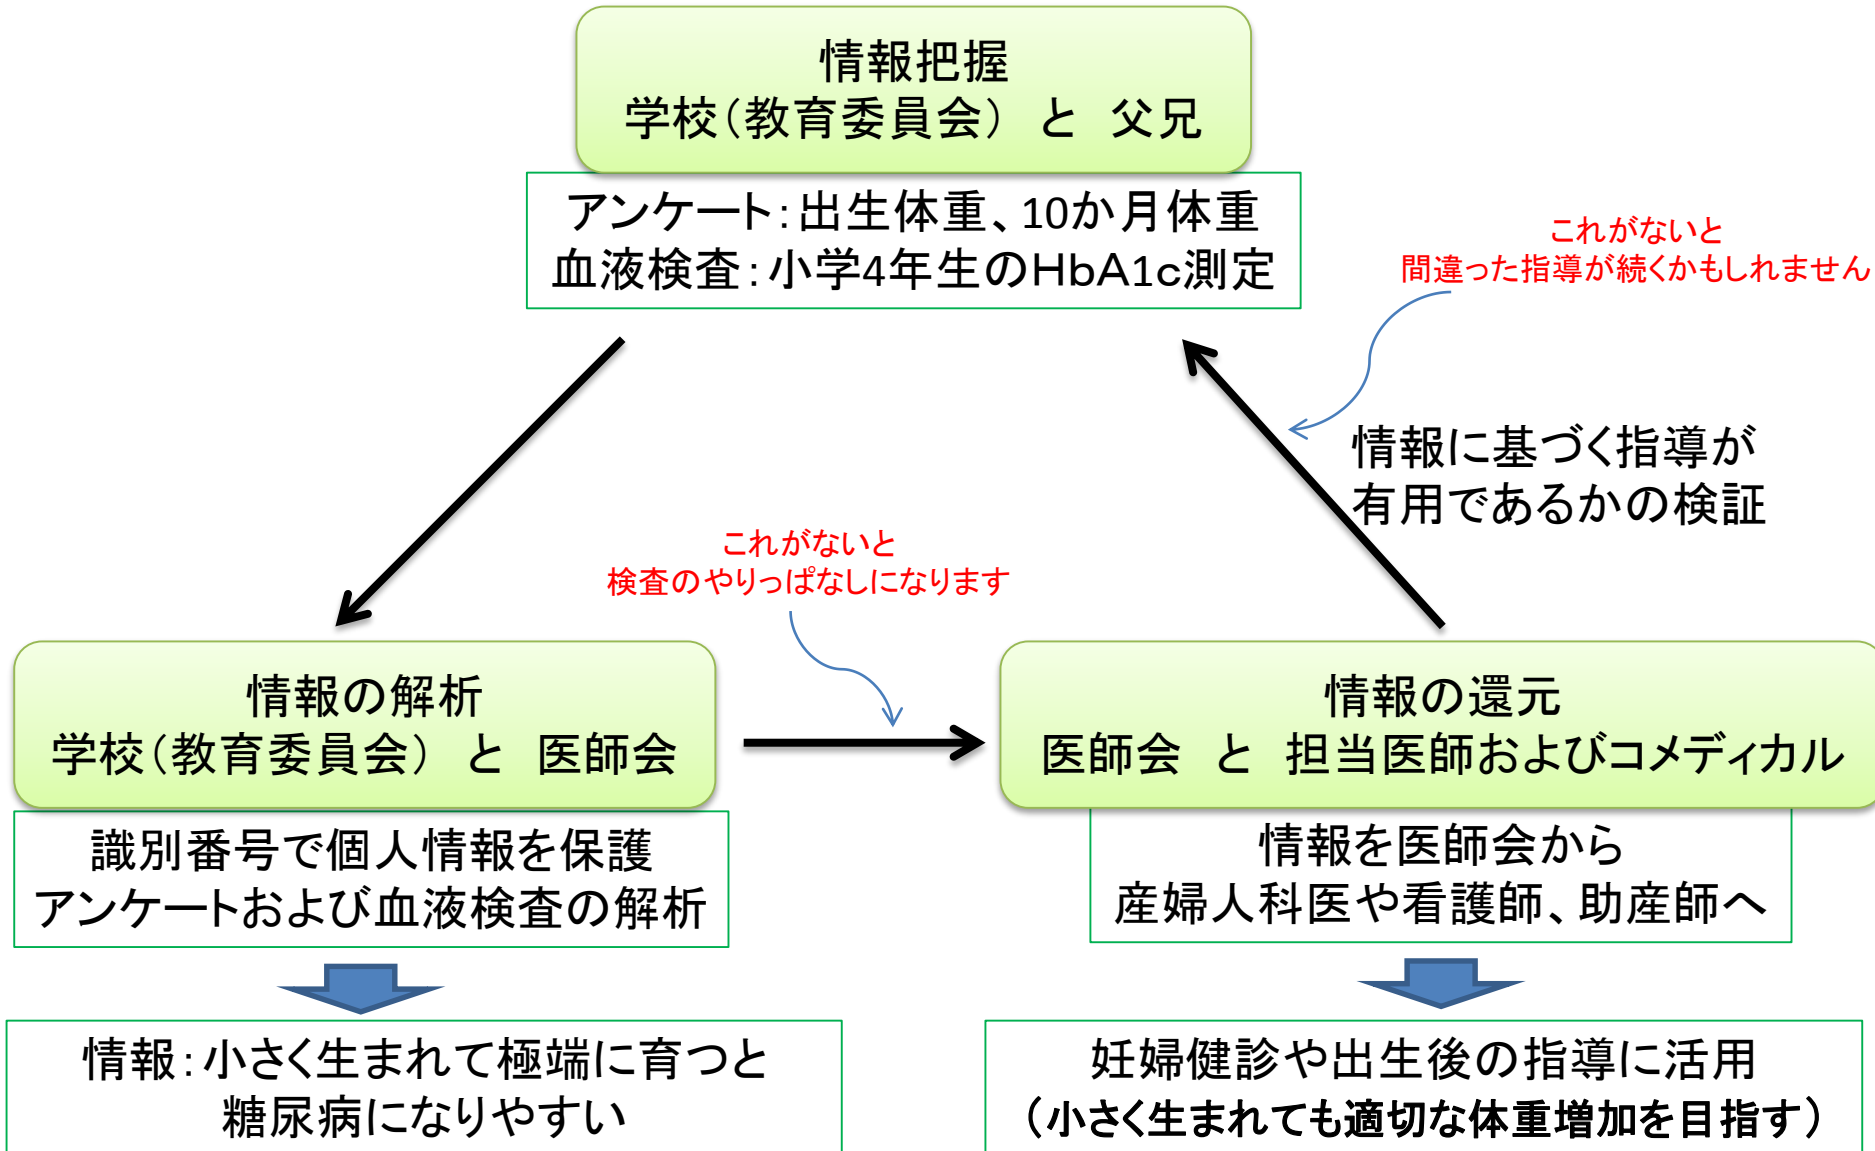 情報把握
学校（教育委員会） と 父兄
アンケート：出生体重、10か月体重
血液検査：小学4年生のHbA1c測定
これがないと
間違った指導が続くかもしれません
情報に基づく指導が
有用であるかの検証
これがないと
検査のやりっぱなしになります
情報の解析
学校（教育委員会） と 医師会
識別番号で個人情報を保護
アンケートおよび血液検査の解析
情報：小さく生まれて極端に育つと
糖尿病になりやすい
情報の還元
医師会 と 担当医師およびコメディカル
情報を医師会から
産婦人科医や看護師、助産師へ
妊婦健診や出生後の指導に活用
（小さく生まれても適切な体重増加を目指す）